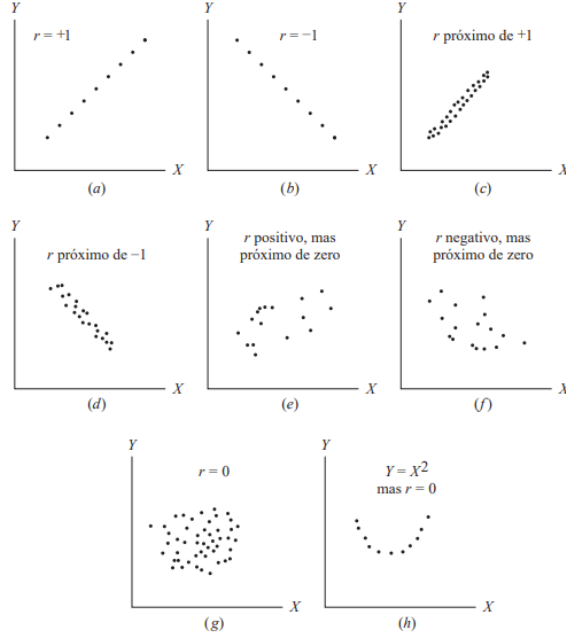 Y
r = +1
X
(a)
Y
r = −1
X
(b)
Y
r próximo de +1
X
(c)
Y
r próximo de −1
X
(d)
Y
r positivo, mas
próximo de zero
X
(e)
Y
r negativo, mas
próximo de zero
X
(f)
Y
r = 0
X
(g)
Y
Y = X²
mas r = 0
X
(h)